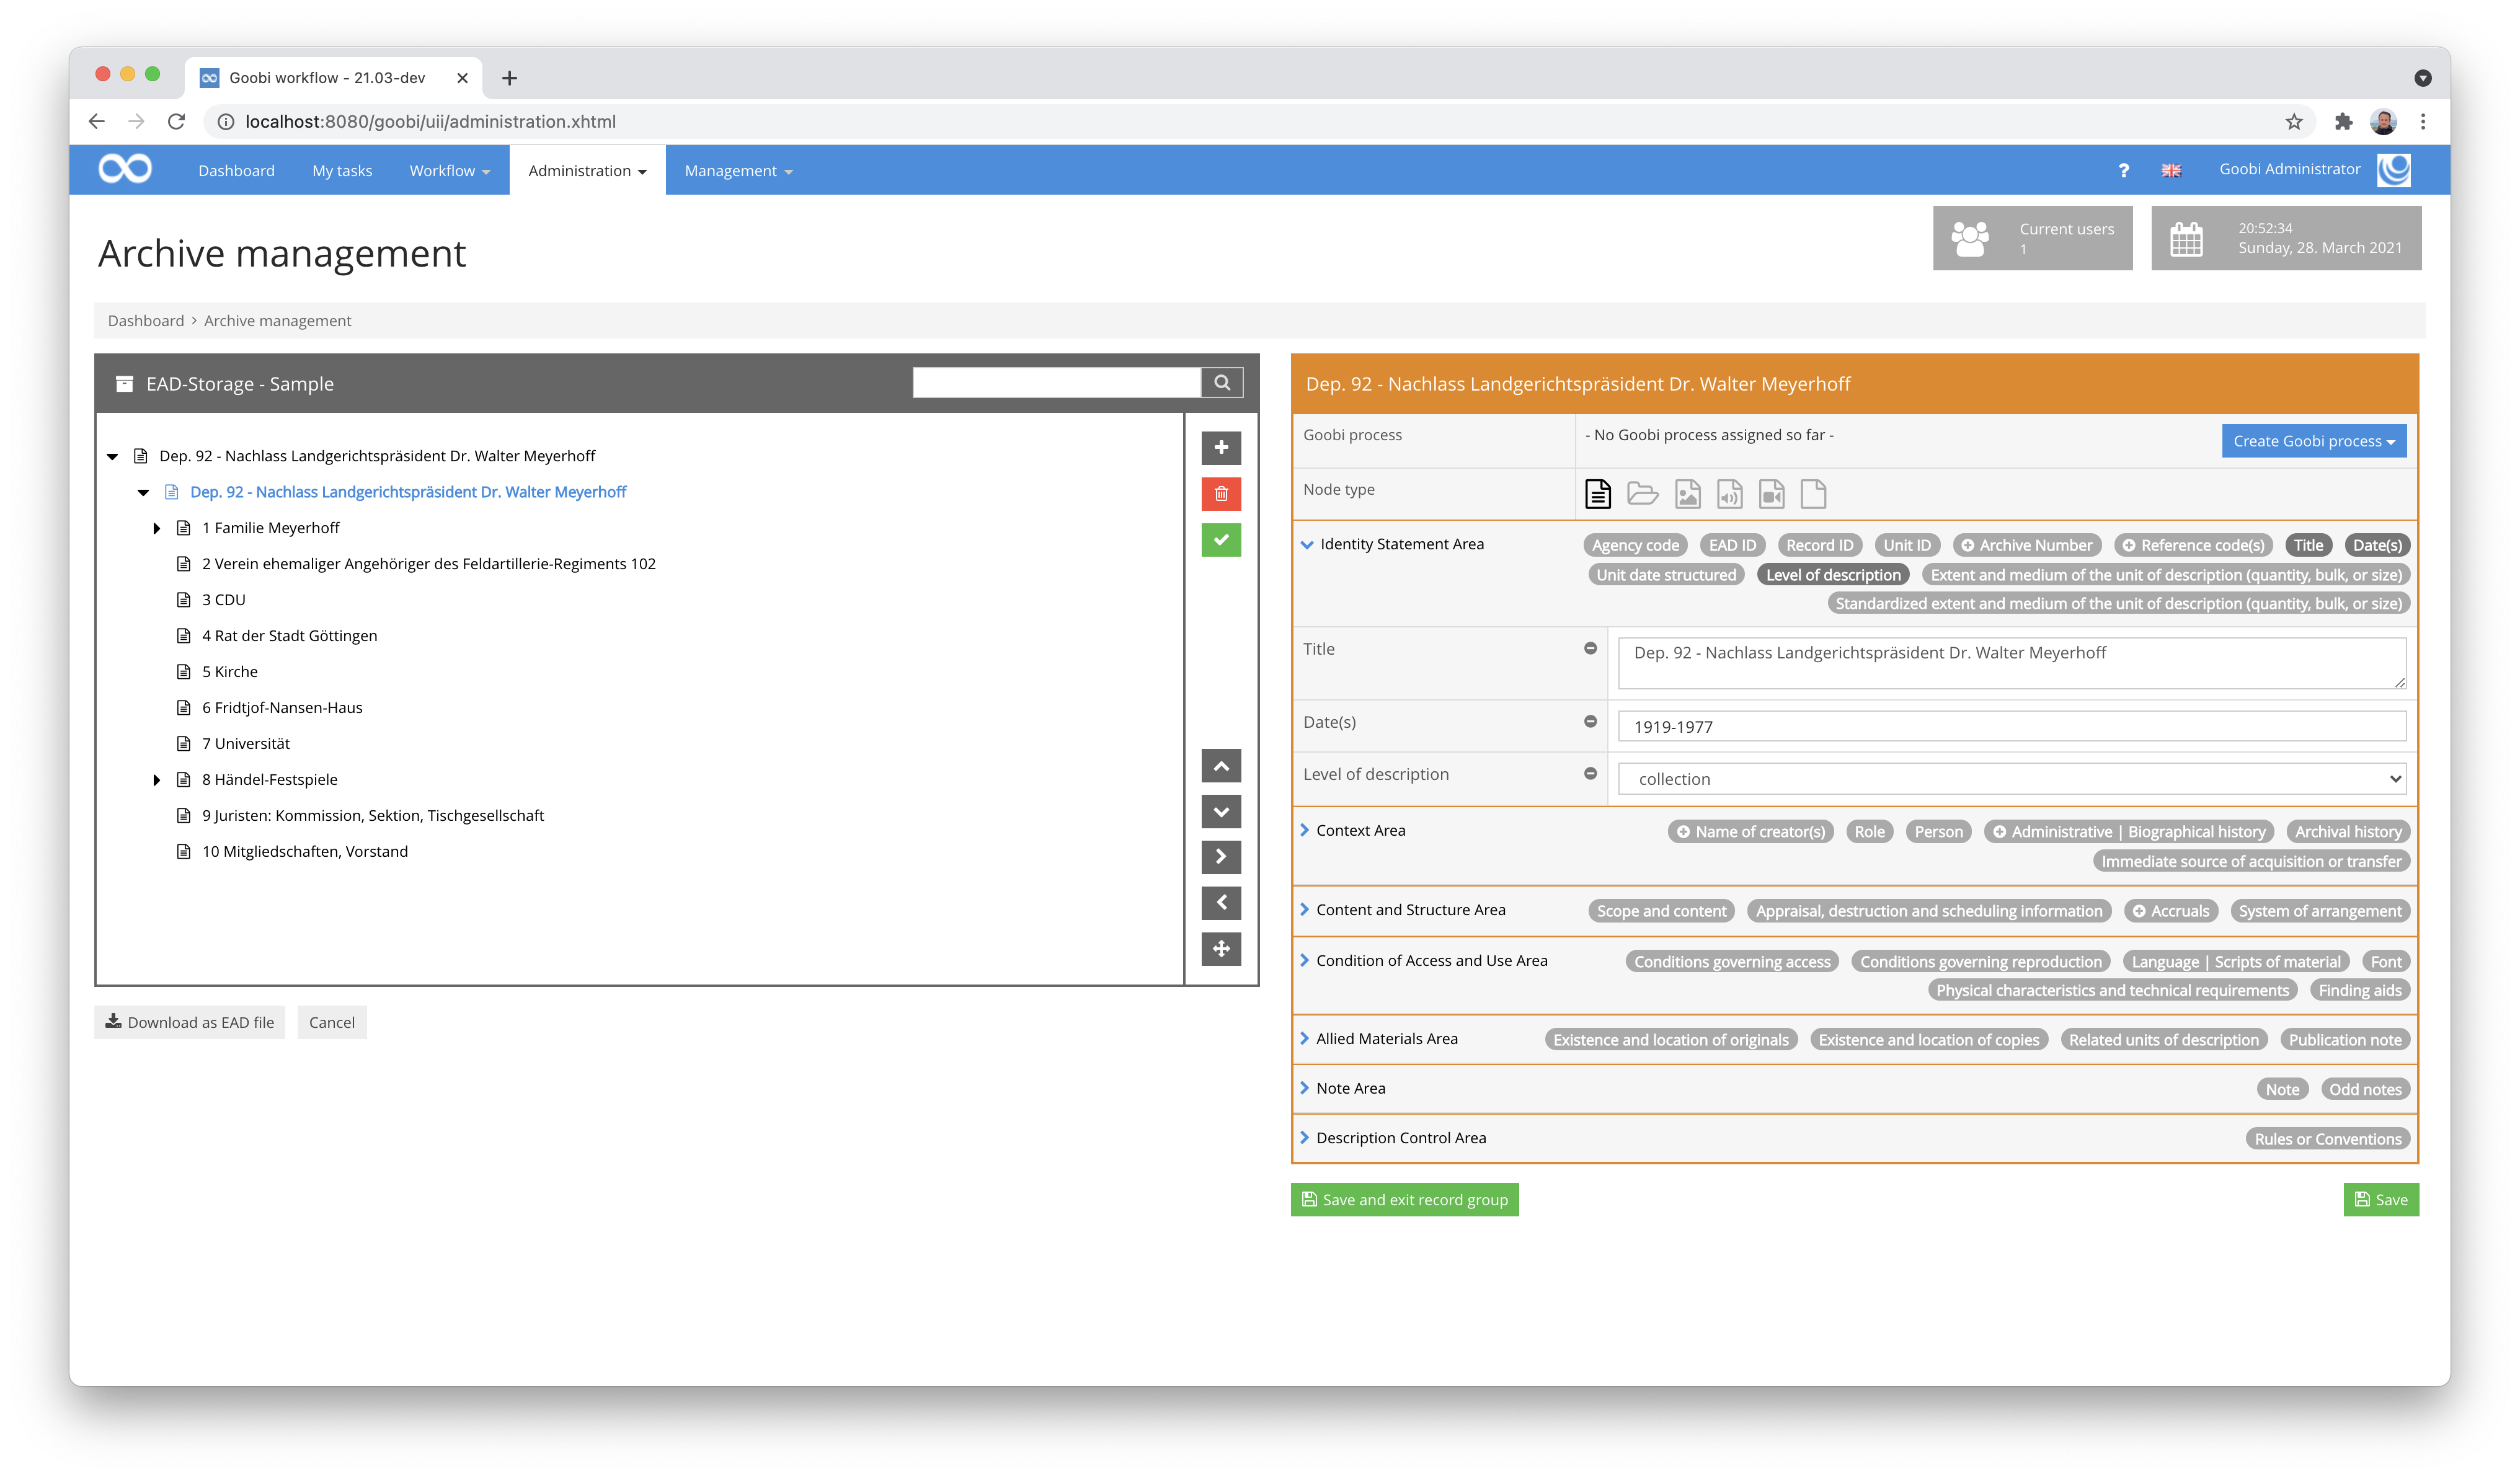 Goobi workflow - 21.03-dev
localhost:8080/goobi/uii/administration.xhtml
Dashboard My tasks Workflow Administration Management ? Goobi Administrator
Archive management
Current users
1
20:52:34
Sunday, 28. March 2021
Dashboard › Archive management
EAD-Storage - Sample
Dep. 92 - Nachlass Landgerichtspräsident Dr. Walter Meyerhoff
Dep. 92 - Nachlass Landgerichtspräsident Dr. Walter Meyerhoff
1 Familie Meyerhoff
2 Verein ehemaliger Angehöriger des Feldartillerie-Regiments 102
3 CDU
4 Rat der Stadt Göttingen
5 Kirche
6 Fridtjof-Nansen-Haus
7 Universität
8 Händel-Festspiele
9 Juristen: Kommission, Sektion, Tischgesellschaft
10 Mitgliedschaften, Vorstand
Download as EAD file Cancel
Dep. 92 - Nachlass Landgerichtspräsident Dr. Walter Meyerhoff
Goobi process - No Goobi process assigned so far - Create Goobi process
Node type
Identity Statement Area Agency code EAD ID Record ID Unit ID Archive Number Reference code(s) Title Date(s)
Unit date structured Level of description Extent and medium of the unit of description (quantity, bulk, or size)
Standardized extent and medium of the unit of description (quantity, bulk, or size)
Title Dep. 92 - Nachlass Landgerichtspräsident Dr. Walter Meyerhoff
Date(s) 1919-1977
Level of description collection
Context Area Name of creator(s) Role Person Administrative | Biographical history Archival history
Immediate source of acquisition or transfer
Content and Structure Area Scope and content Appraisal, destruction and scheduling information Accruals System of arrangement
Condition of Access and Use Area Conditions governing access Conditions governing reproduction Language | Scripts of material Font
Physical characteristics and technical requirements Finding aids
Allied Materials Area Existence and location of originals Existence and location of copies Related units of description Publication note
Note Area Note Odd notes
Description Control Area Rules or Conventions
Save and exit record group Save